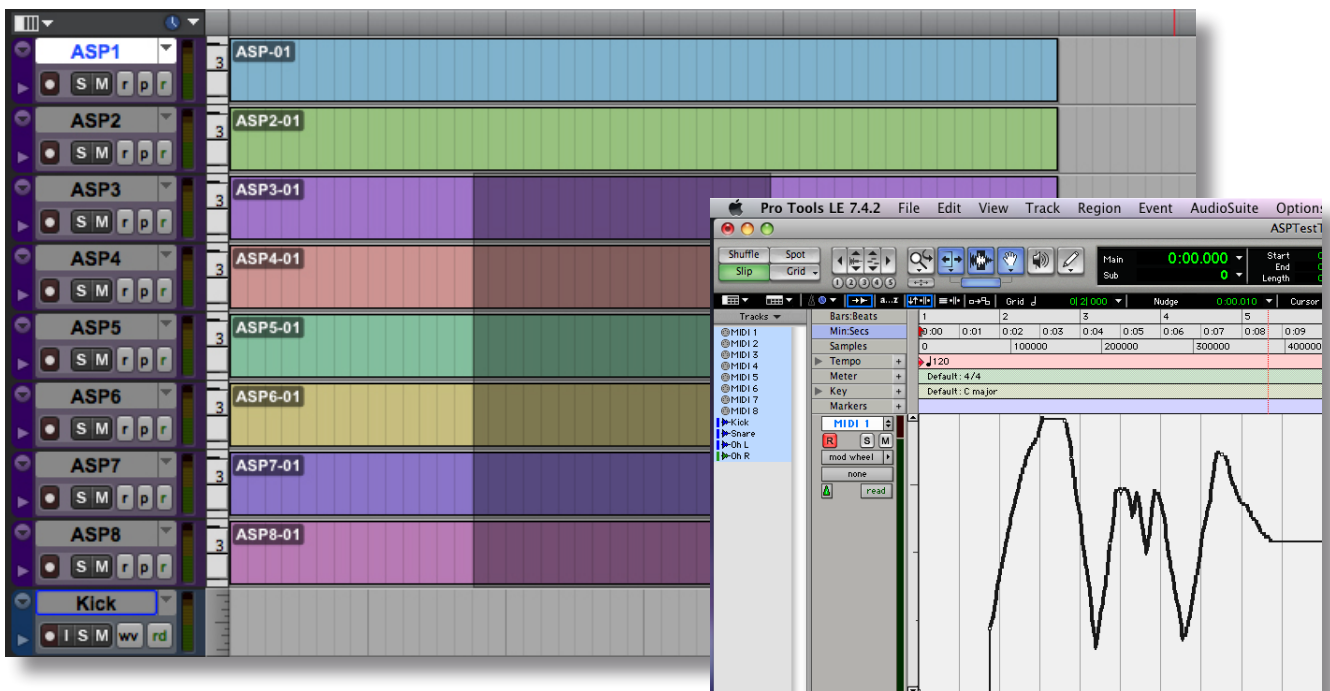 ASP1
3
ASP-01
S M r p r
ASP2
3
ASP2-01
S M r p r
ASP3
3
ASP3-01
S M r p r
ASP4
3
ASP4-01
S M r p r
ASP5
3
ASP5-01
S M r p r
ASP6
3
ASP6-01
S M r p r
ASP7
3
ASP7-01
S M r p r
ASP8
3
ASP8-01
S M r p r
Kick
I S M wv rd
Pro Tools LE 7.4.2 File Edit View Track Region Event AudioSuite Options
ASPTest
Shuffle Spot
Slip Grid
1 2 3 4 5
Main 0:00.000
Sub 0
Start
End
Length
a...z
Grid 0|2|000 Nudge 0:00.010 Cursor
Tracks
MIDI 1
MIDI 2
MIDI 3
MIDI 4
MIDI 5
MIDI 6
MIDI 7
MIDI 8
Kick
Snare
Oh L
Oh R
Bars:Beats 1 2 3 4 5
Min:Secs 0:00 0:01 0:02 0:03 0:04 0:05 0:06 0:07 0:08 0:09
Samples 0 100000 200000 300000 400000
Tempo + 120
Meter + Default: 4/4
Key + Default: C major
Markers +
MIDI 1
R S M
mod wheel
none
read